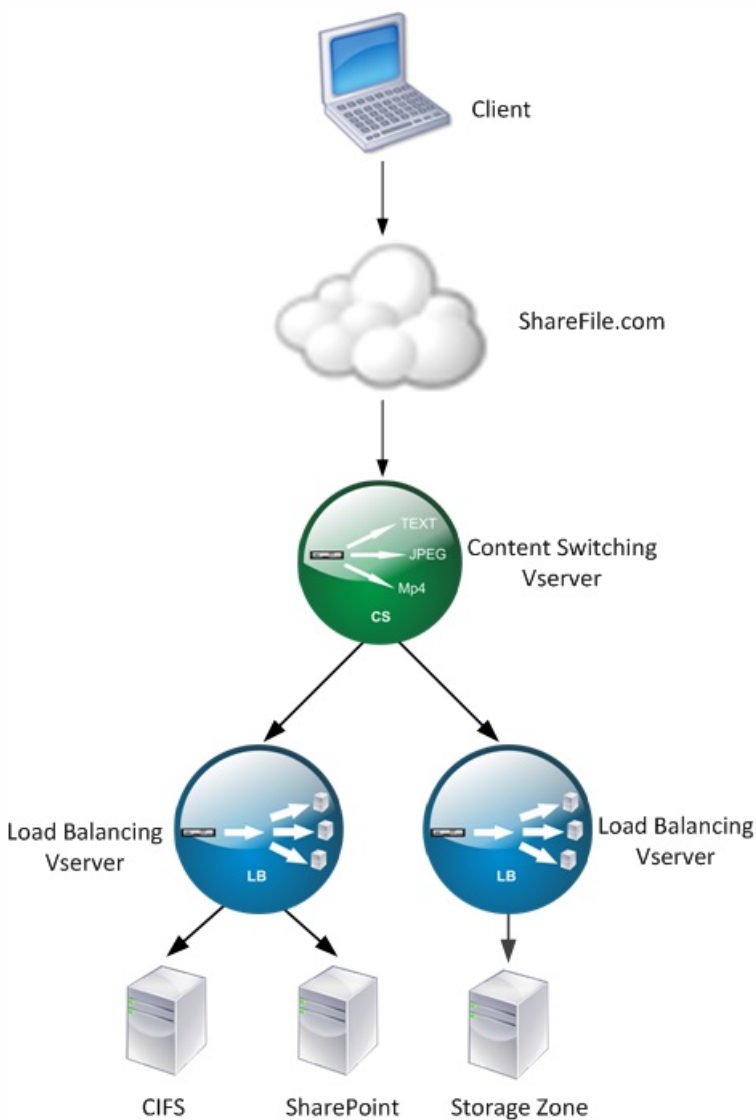 Client
ShareFile.com
TEXT
JPEG
Mp4
CS
Content Switching
Vserver
Load Balancing
Vserver
LB
LB
Load Balancing
Vserver
CIFS
SharePoint
Storage Zone